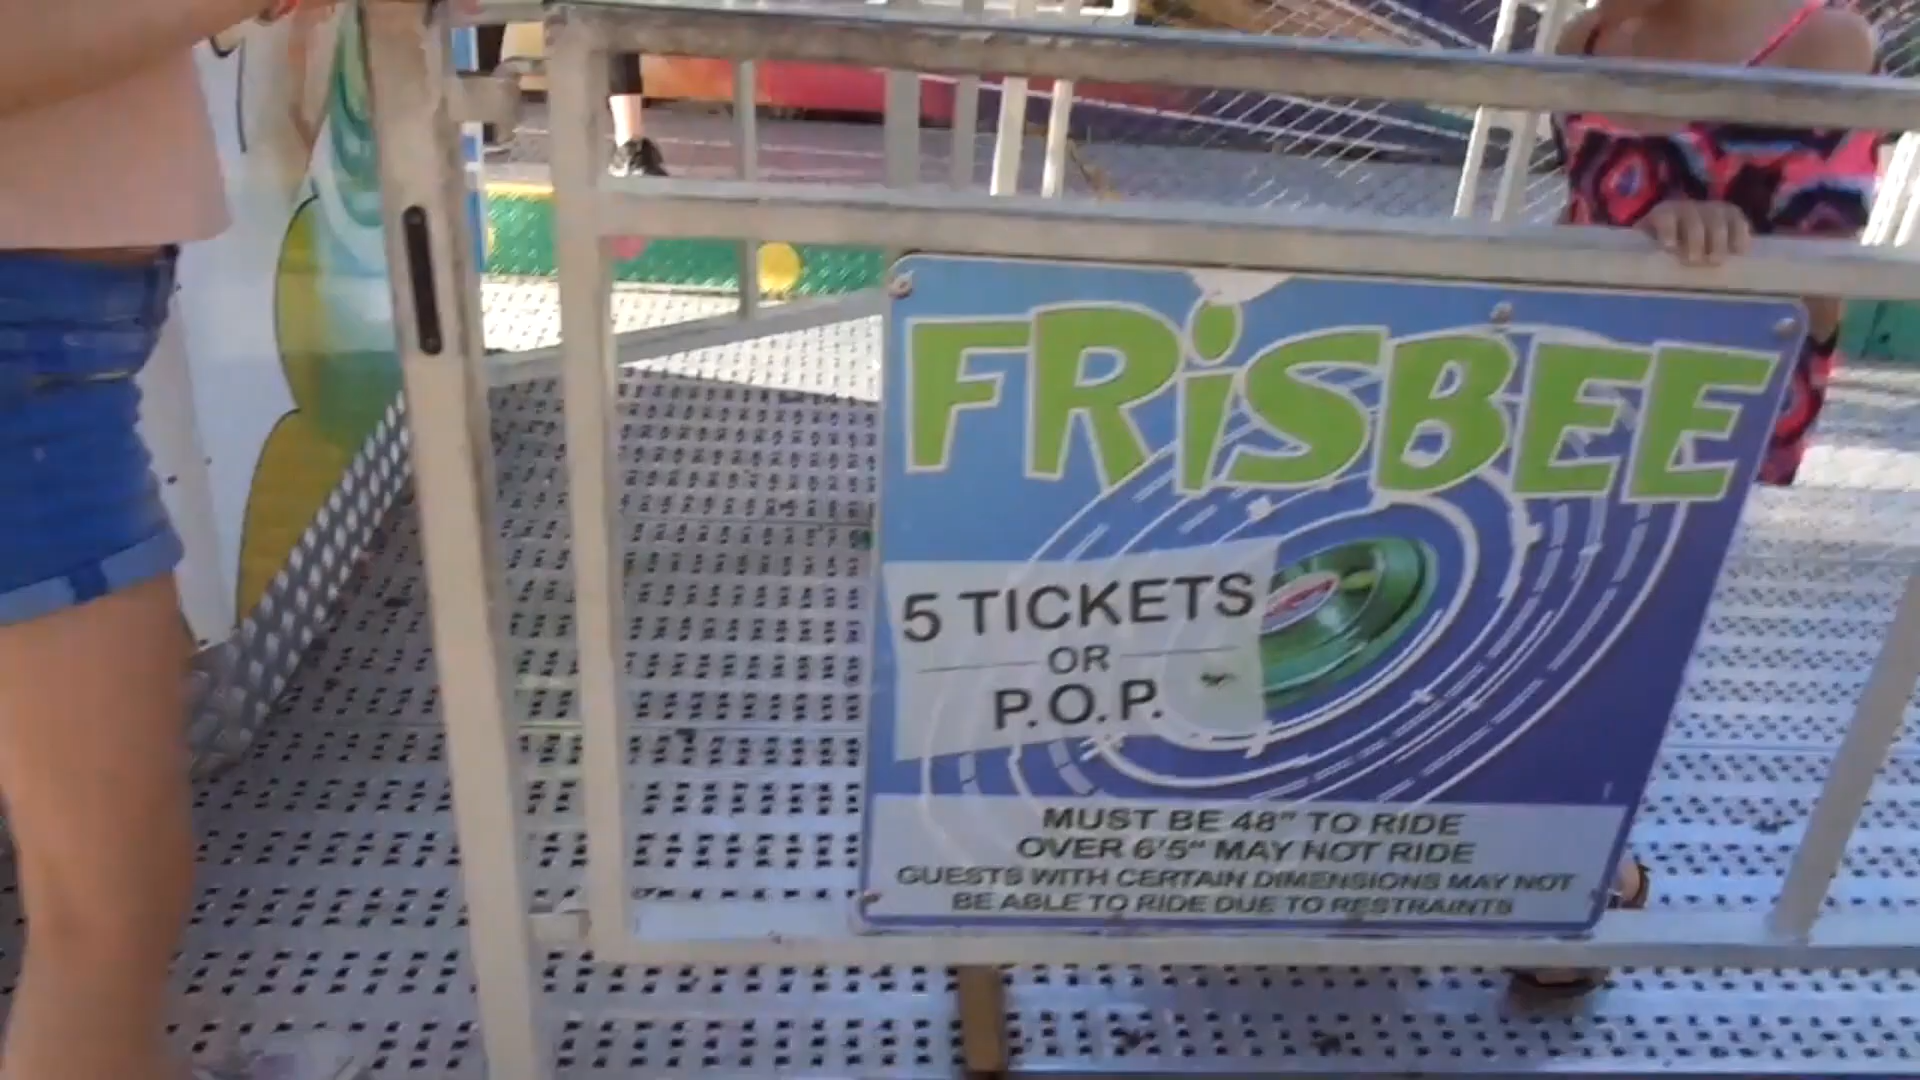 FRiSBEE
5 TICKETS
OR
P.O.P.
MUST BE 48" TO RIDE
OVER 6'5" MAY NOT RIDE
GUESTS WITH CERTAIN DIMENSIONS MAY NOT
BE ABLE TO RIDE DUE TO RESTRAINTS